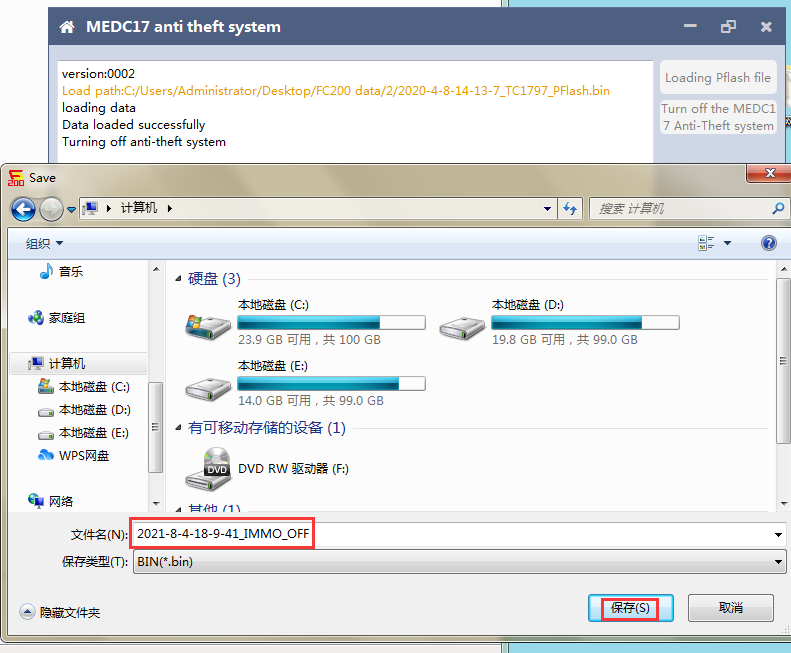 MEDC17 anti theft system
version:0002
Load path:C:/Users/Administrator/Desktop/FC200 data/2/2020-4-8-14-13-7_TC1797_PFlash.bin
loading data
Data loaded successfully
Turning off anti-theft system
Loading Pflash file
Turn off the MEDC1
7 Anti-Theft system
F
200
Save
计算机
搜索 计算机
组织
音乐
家庭组
计算机
本地磁盘 (C:)
本地磁盘 (D:)
本地磁盘 (E:)
WPS网盘
网络
硬盘 (3)
本地磁盘 (C:)
23.9 GB 可用，共 100 GB
本地磁盘 (D:)
19.8 GB 可用，共 99.0 GB
本地磁盘 (E:)
14.0 GB 可用，共 99.0 GB
有可移动存储的设备 (1)
DVD
DVD RW 驱动器 (F:)
其他 (1)
文件名(N):
2021-8-4-18-9-41_IMMO_OFF
保存类型(T):
BIN(*.bin)
隐藏文件夹
保存(S)
取消